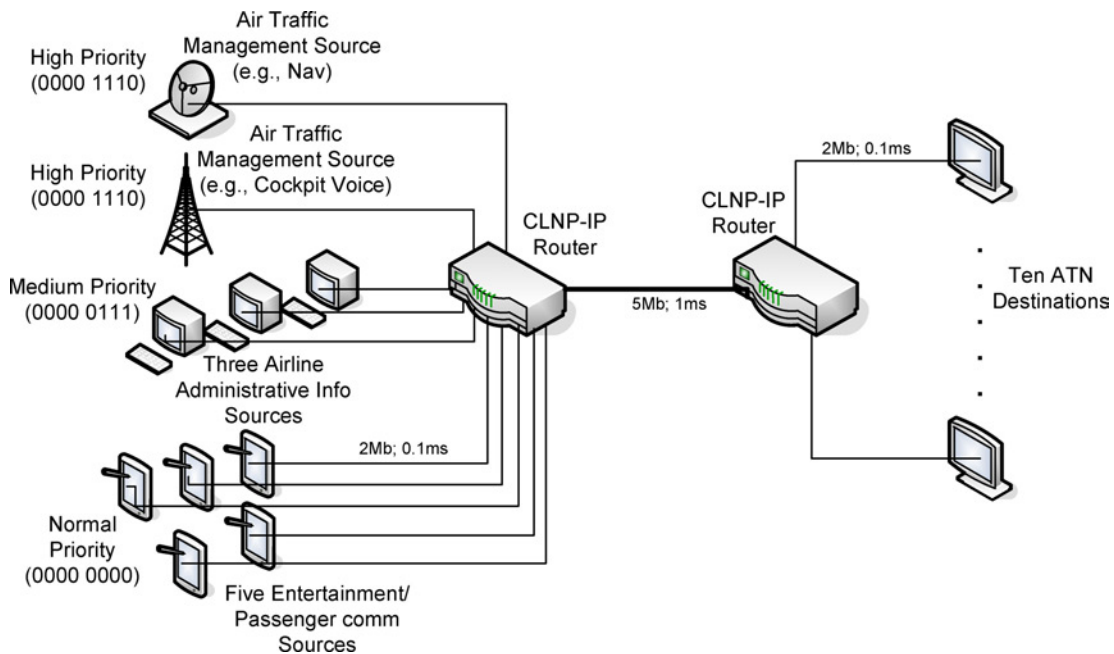 Air Traffic
Management Source
(e.g., Nav)
High Priority
(0000 1110)
Air Traffic
Management Source
(e.g., Cockpit Voice)
High Priority
(0000 1110)
Medium Priority
(0000 0111)
Three Airline
Administrative Info
Sources
Normal
Priority
(0000 0000)
Five Entertainment/
Passenger comm
Sources
2Mb; 0.1ms
CLNP-IP
Router
5Mb; 1ms
CLNP-IP
Router
2Mb; 0.1ms
Ten ATN
Destinations